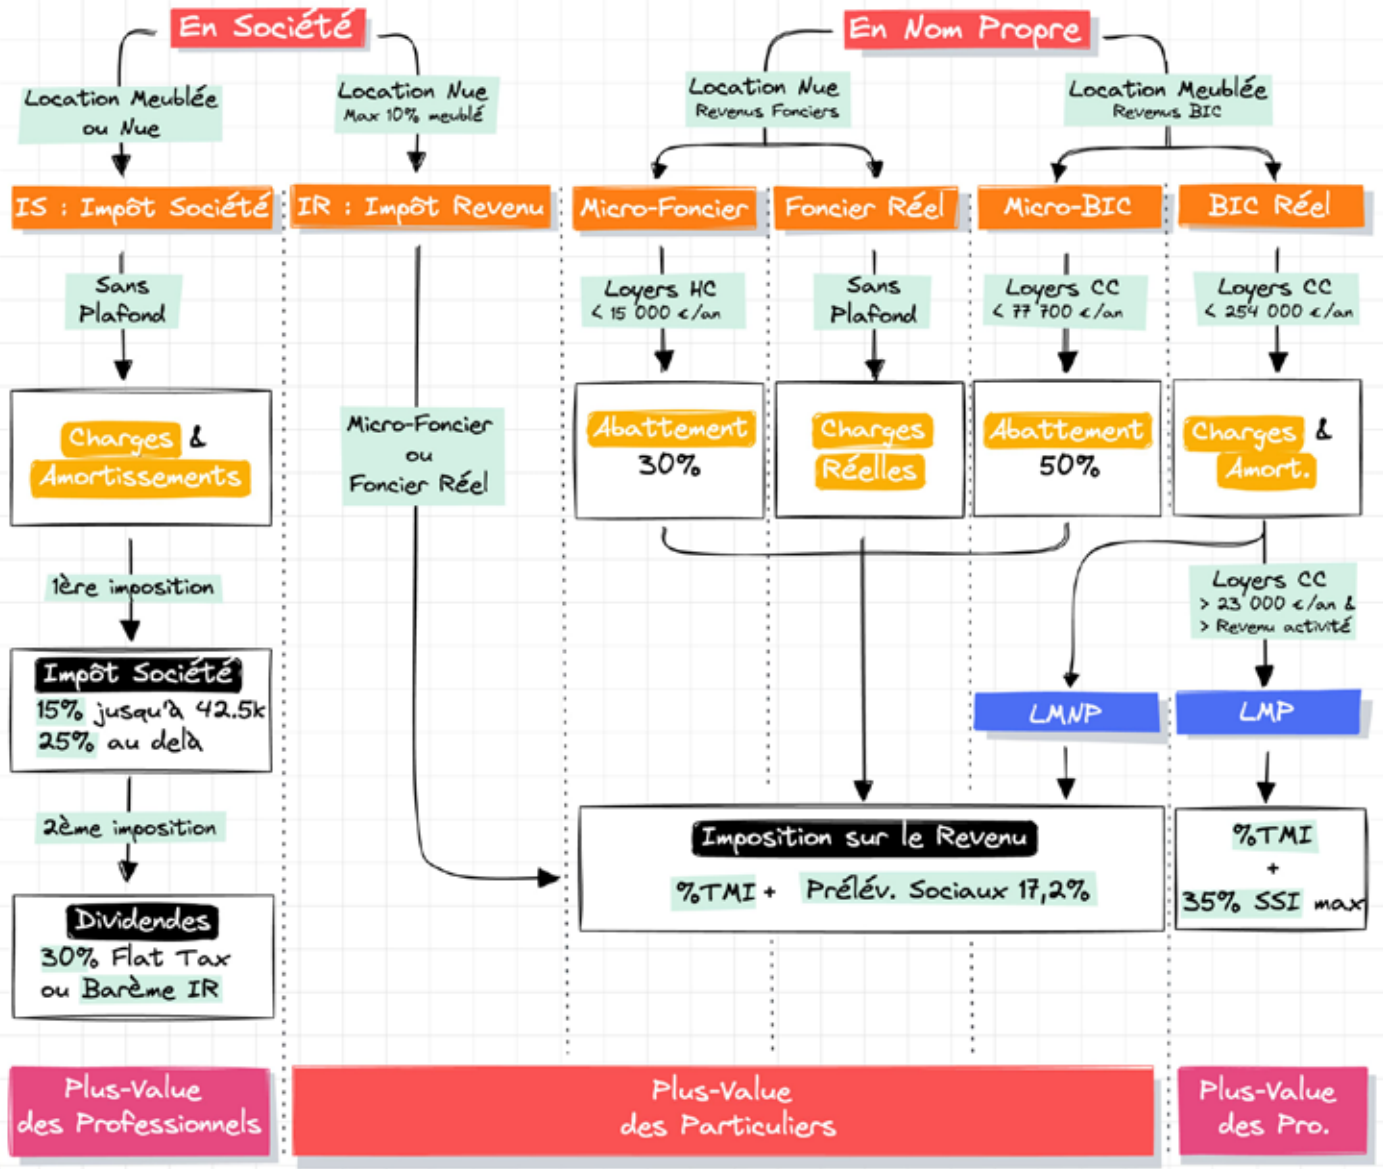 En Société
En Nom Propre
Location Meublée
ou Nue
Location Nue
Max 10% meublé
Location Nue
Revenus Fonciers
Location Meublée
Revenus BIC
IS : Impôt Société
IR : Impôt Revenu
Micro-Foncier
Foncier Réel
Micro-BIC
BIC Réel
Sans
Plafond
Loyers HC
< 15 000 €/an
Sans
Plafond
Loyers CC
< 77 700 €/an
Loyers CC
< 254 000 €/an
Charges &
Amortissements
Micro-Foncier
ou
Foncier Réel
Abattement
30%
Charges
Réelles
Abattement
50%
Charges &
Amort.
1ère imposition
Loyers CC
> 23 000 €/an &
> Revenu activité
Impôt Société
15% jusqu'à 42.5k
25% au delà
LMNP
LMP
2ème imposition
Imposition sur le Revenu
%TMI + Prélév. Sociaux 17,2%
%TMI
+
35% SSI max
Dividendes
30% Flat Tax
ou Barème IR
Plus-Value
des Professionnels
Plus-Value
des Particuliers
Plus-Value
des Pro.